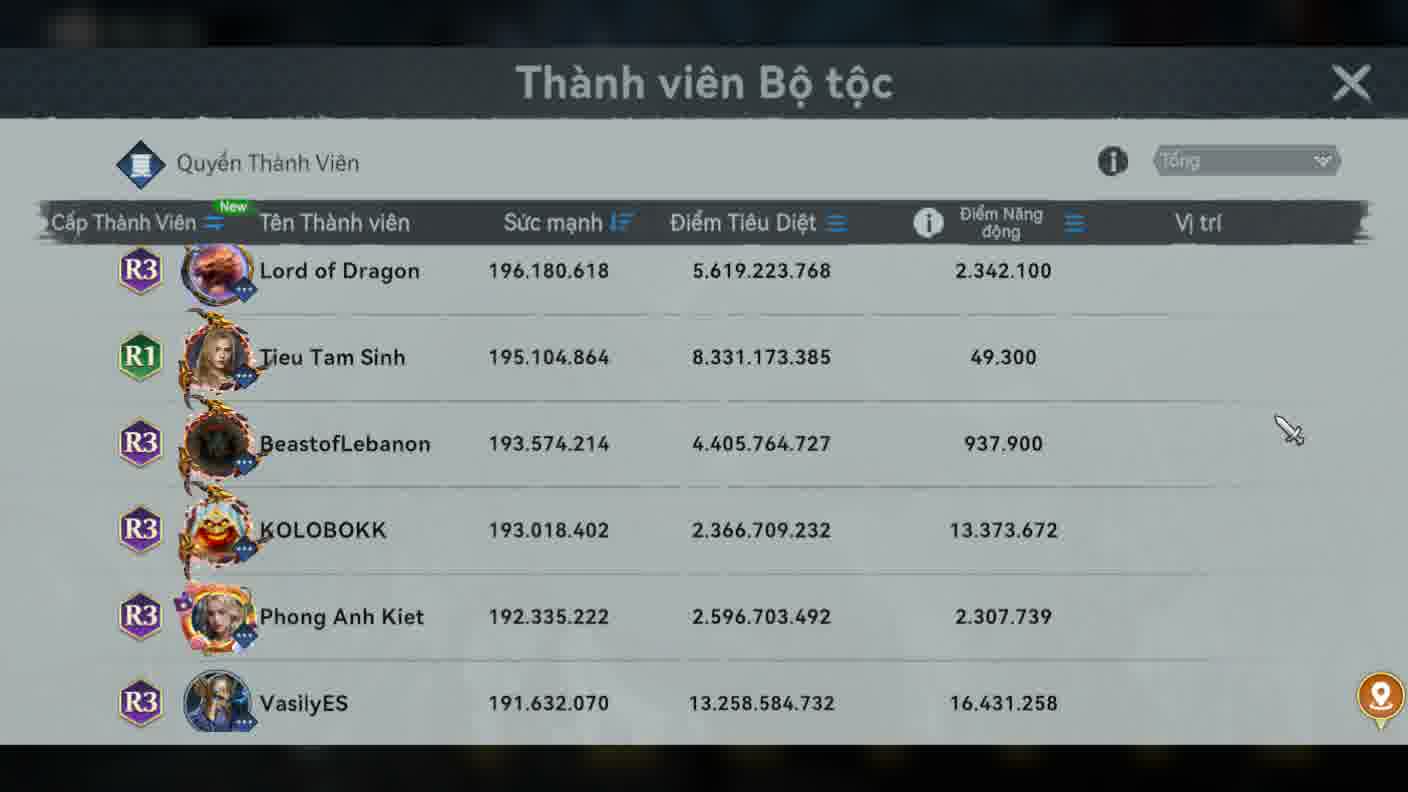 Thành viên Bộ tộc
Quyển Thành Viên
Tổng
New
Cấp Thành Viên Tên Thành viên Sức mạnh Điểm Tiêu Diệt Điểm Năng động Vị trí
R3 Lord of Dragon 196.180.618 5.619.223.768 2.342.100
R1 Tieu Tam Sinh 195.104.864 8.331.173.385 49.300
R3 BeastofLebanon 193.574.214 4.405.764.727 937.900
R3 KOLOBOKK 193.018.402 2.366.709.232 13.373.672
R3 Phong Anh Kiet 192.335.222 2.596.703.492 2.307.739
R3 VasilyES 191.632.070 13.258.584.732 16.431.258